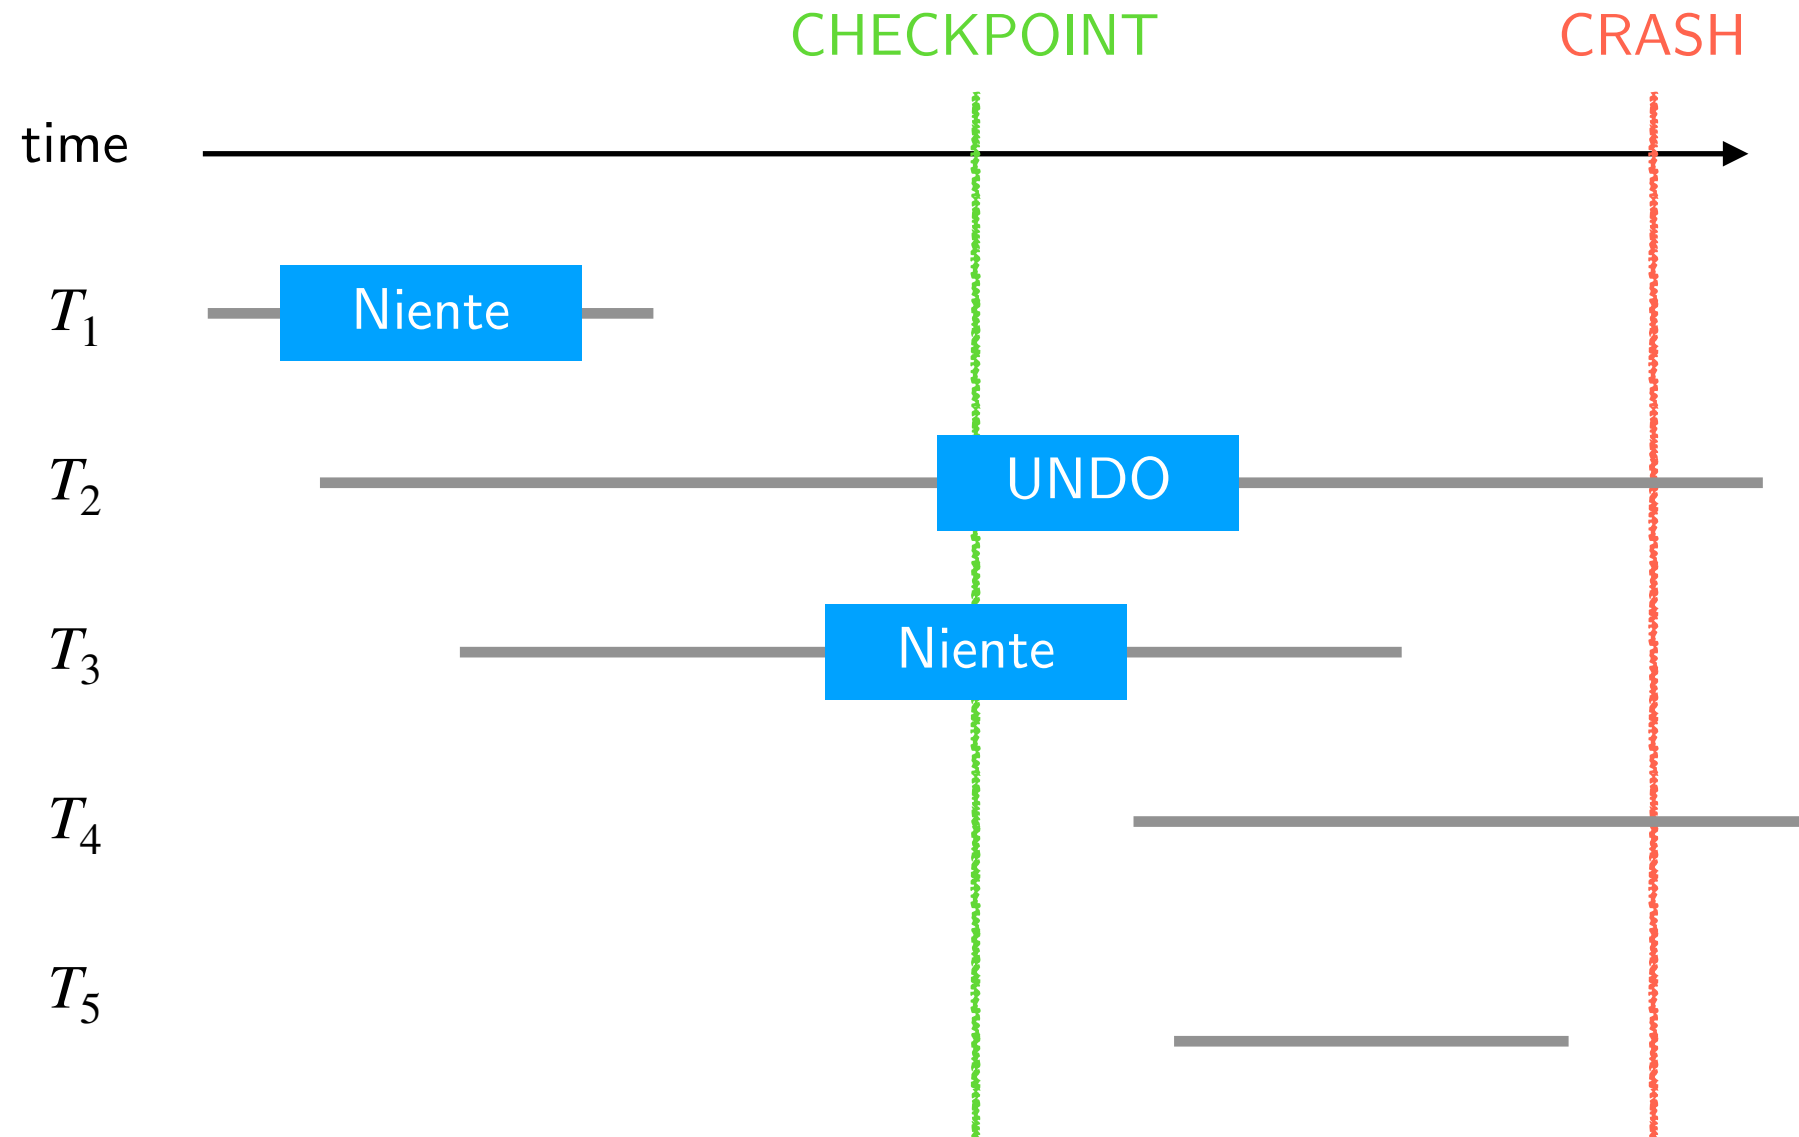 CHECKPOINT CRASH
time
T1 Niente
T2 UNDO
T3 Niente
T4
T5